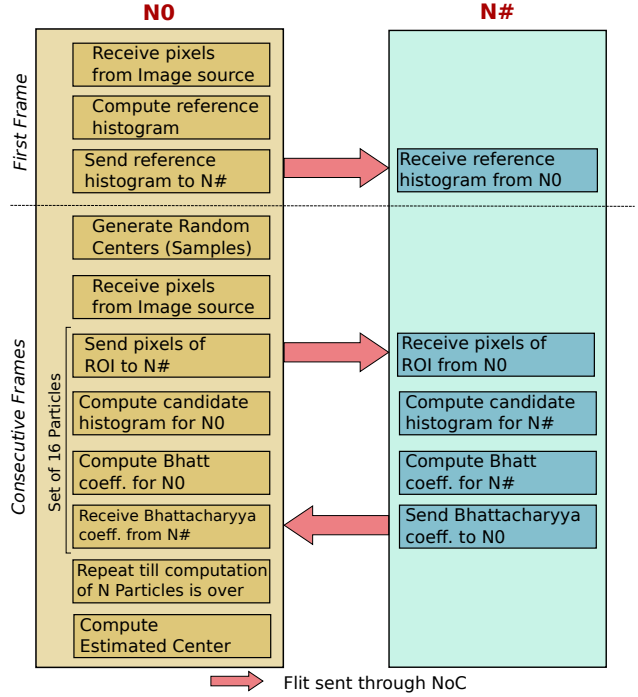 N0
N#
First Frame
Receive pixels
from Image source
Compute reference
histogram
Send reference
histogram to N#
Receive reference
histogram from N0
Consecutive Frames
Generate Random
Centers (Samples)
Receive pixels
from Image source
Set of 16 Particles
Send pixels of
ROI to N#
Receive pixels of
ROI from N0
Compute candidate
histogram for N0
Compute candidate
histogram for N#
Compute Bhatt
coeff. for N0
Compute Bhatt
coeff. for N#
Receive Bhattacharyya
coeff. from N#
Send Bhattacharyya
coeff. to N0
Repeat till computation
of N Particles is over
Compute
Estimated Center
Flit sent through NoC